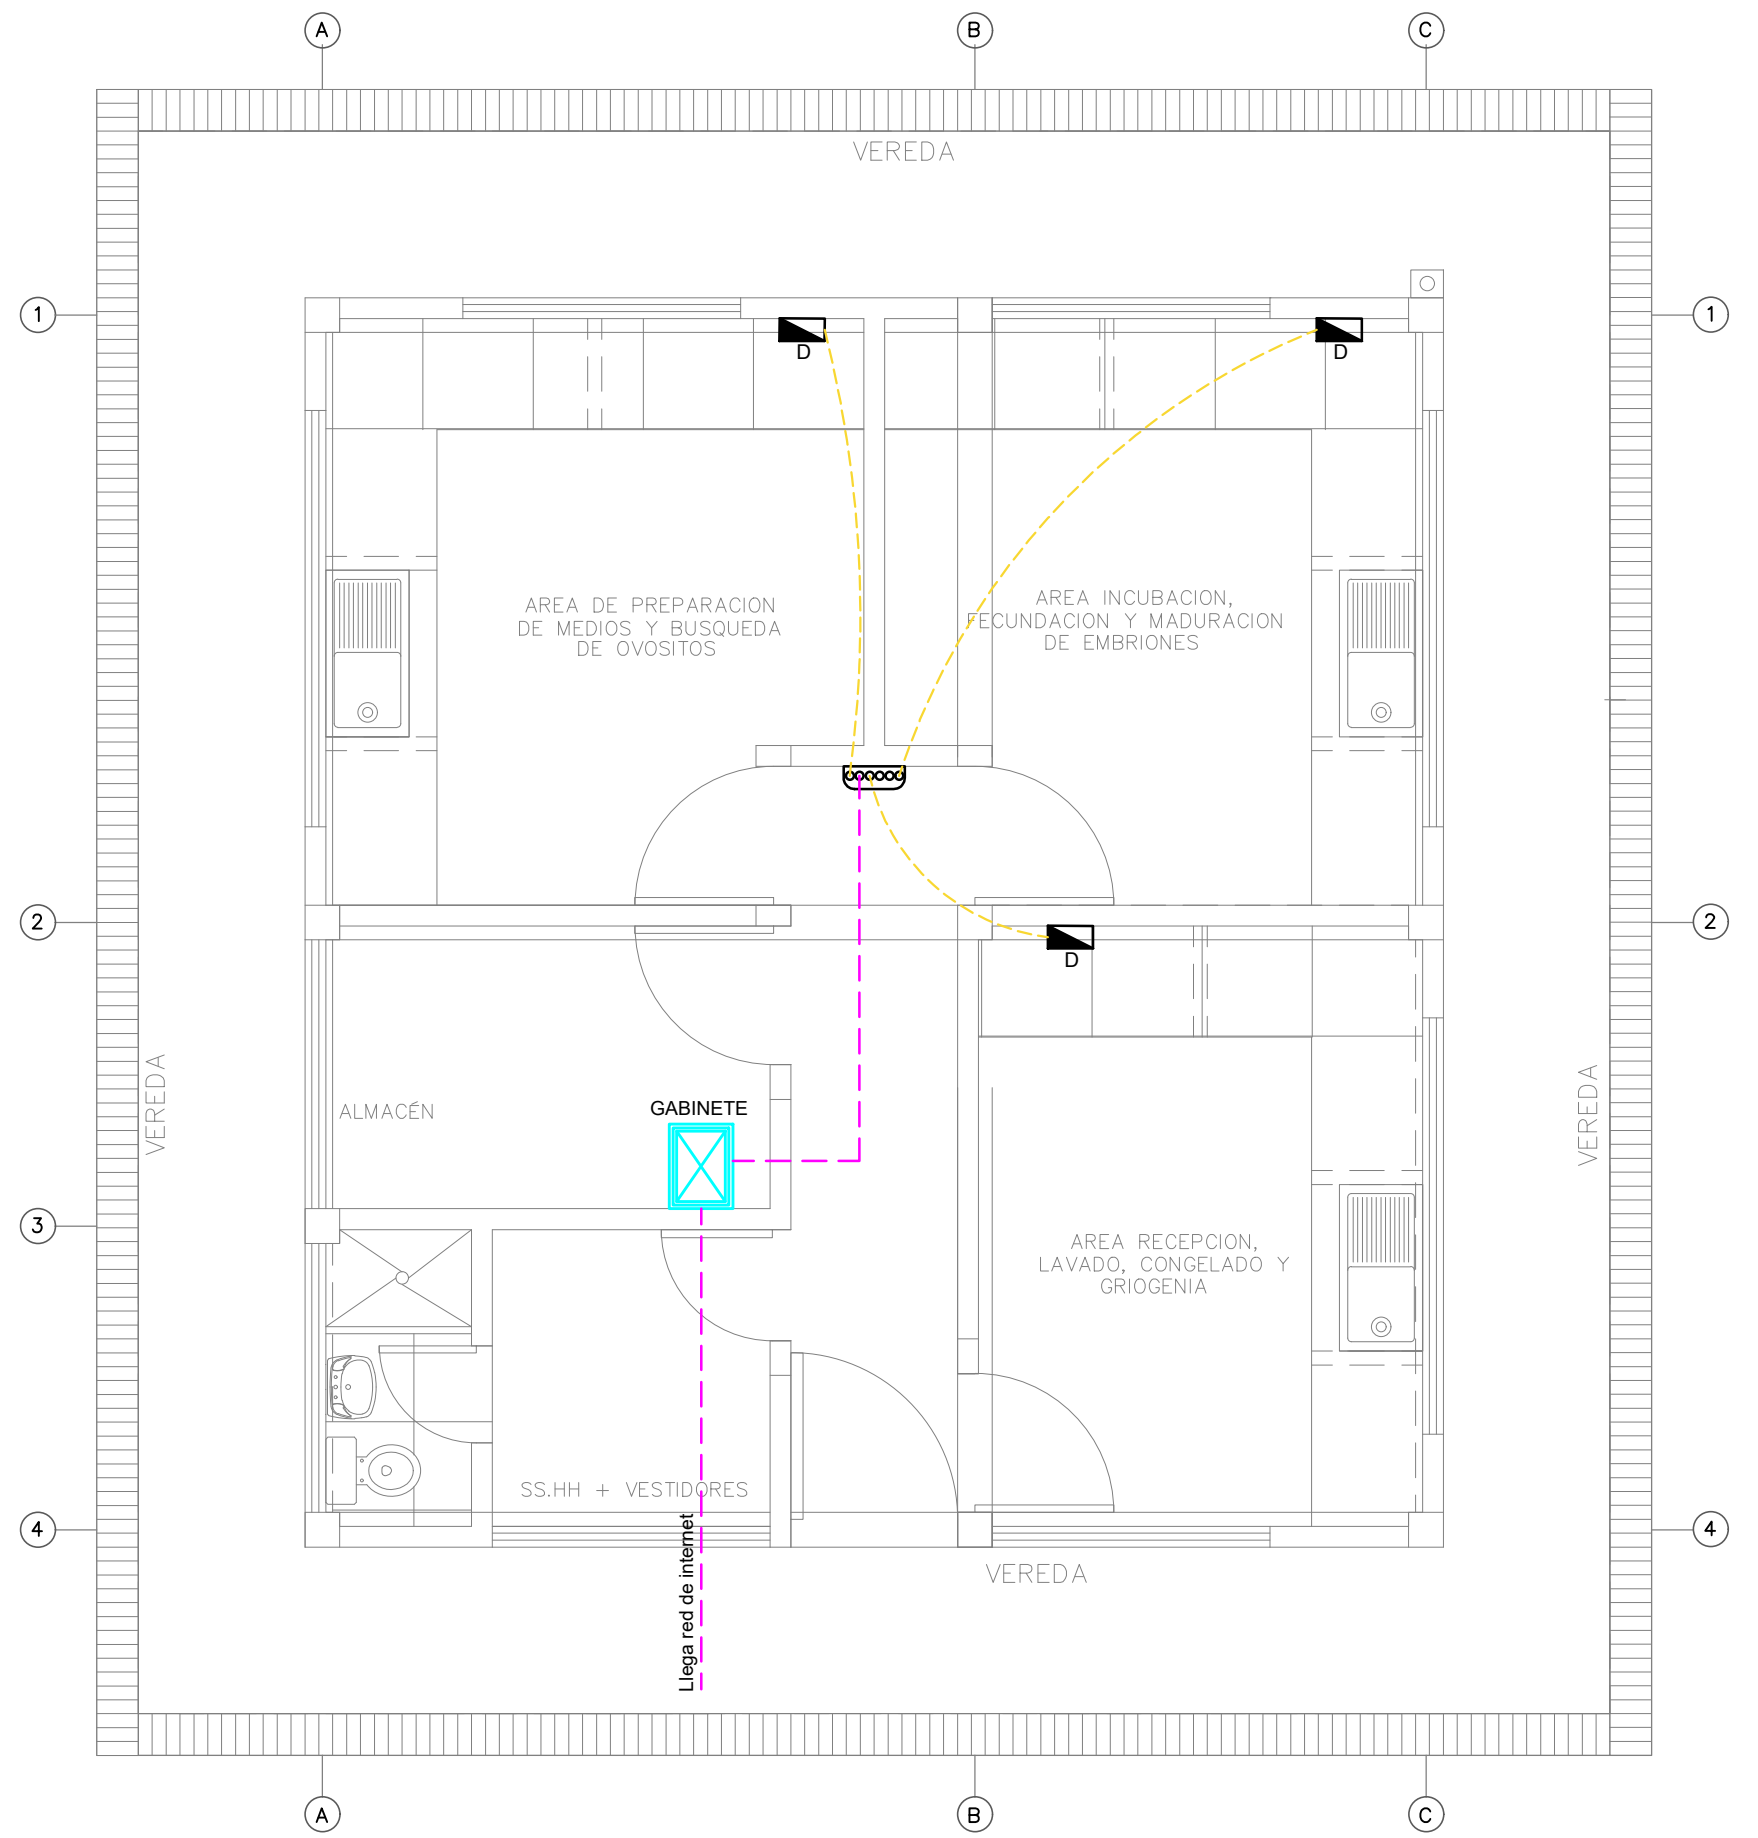 A
B
C
VEREDA
1
1
D
D
AREA DE PREPARACION
DE MEDIOS Y BUSQUEDA
DE OVOSITOS
AREA INCUBACION,
FECUNDACION Y MADURACION
DE EMBRIONES
2
2
D
VEREDA
ALMACÉN
GABINETE
VEREDA
3
AREA RECEPCION,
LAVADO, CONGELADO Y
GRIOGENIA
SS.HH + VESTIDORES
4
4
Llega red de internet
VEREDA
A
B
C